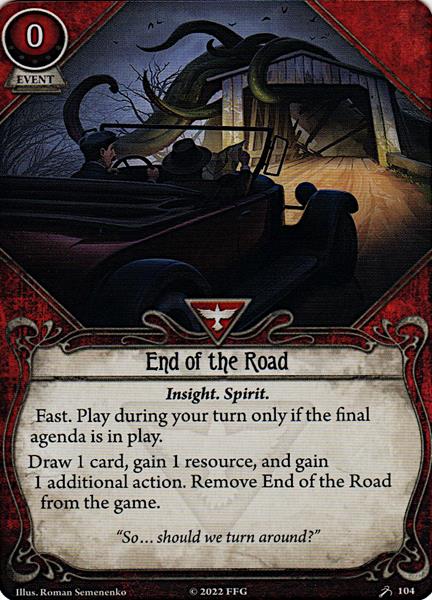 0
EVENT
End of the Road
Insight. Spirit.
Fast. Play during your turn only if the final
agenda is in play.
Draw 1 card, gain 1 resource, and gain
1 additional action. Remove End of the Road
from the game.
“So… should we turn around?”
Illus. Roman Semenenko © 2022 FFG 104